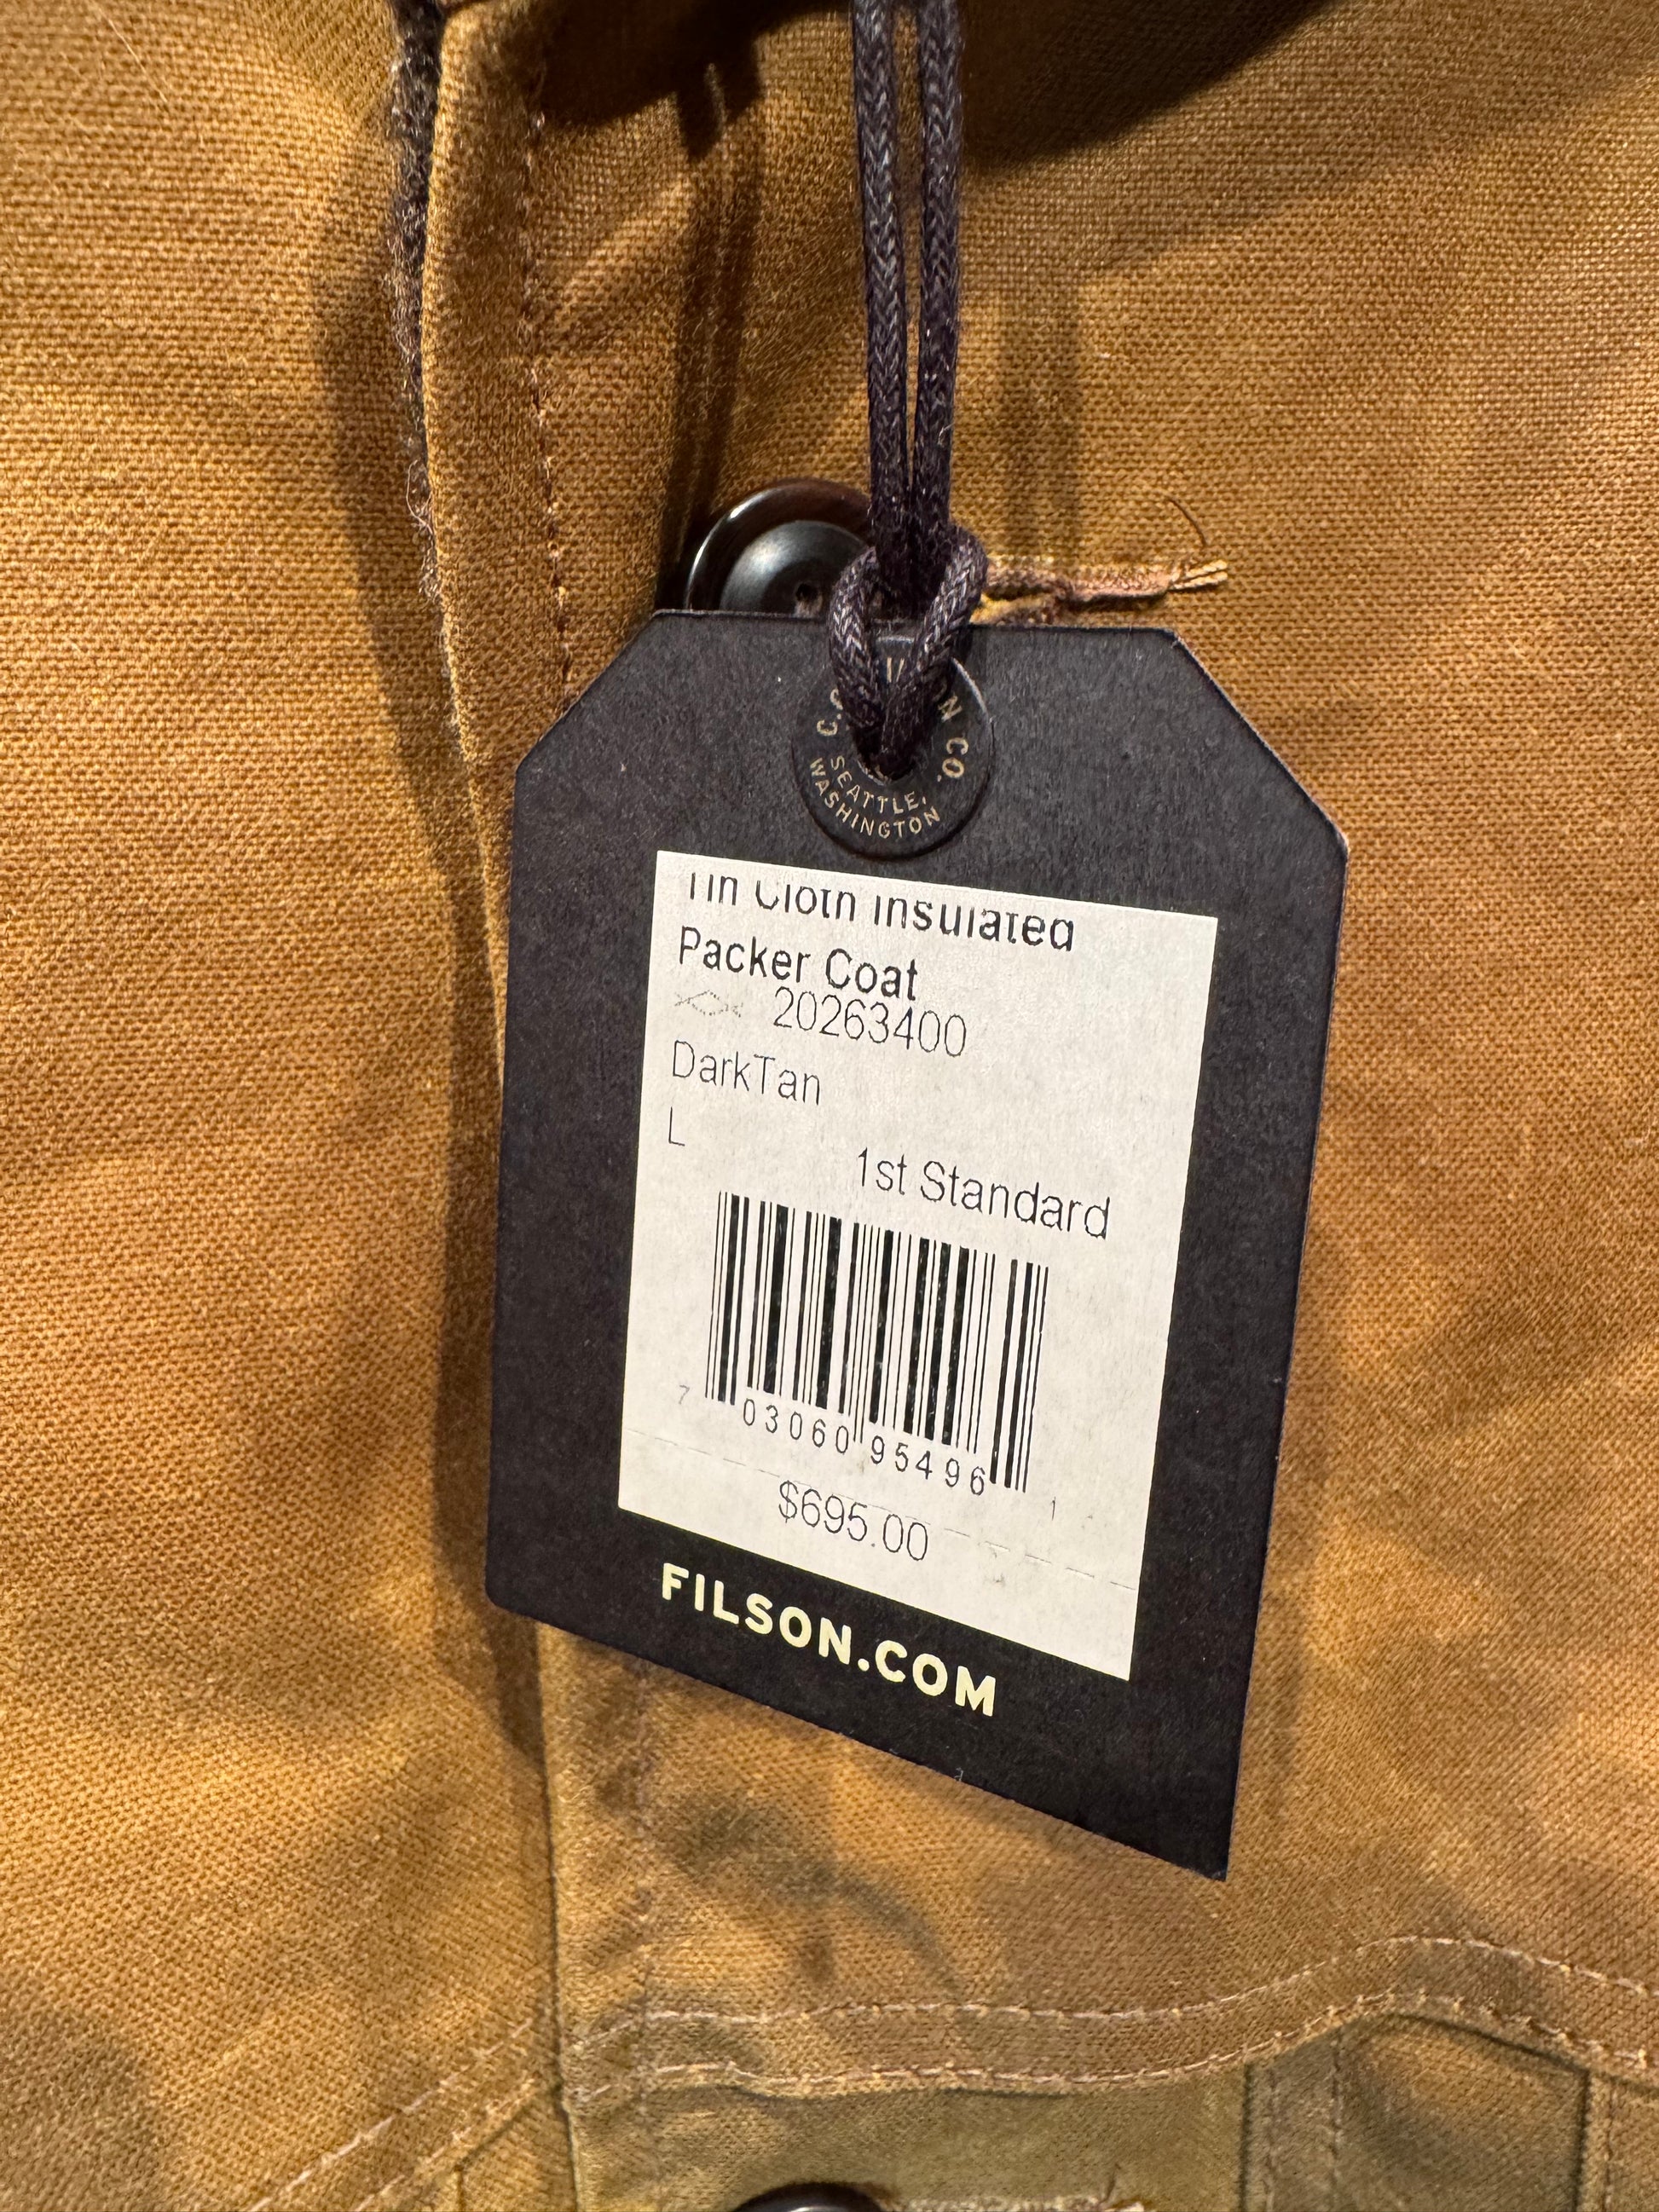 CO.
SEATTLE,
WASHINGTON
Tin Cloth Insulated
Packer Coat
20263400
DarkTan
L
1st Standard
7 03060 95496 1
$695.00
FILSON.COM